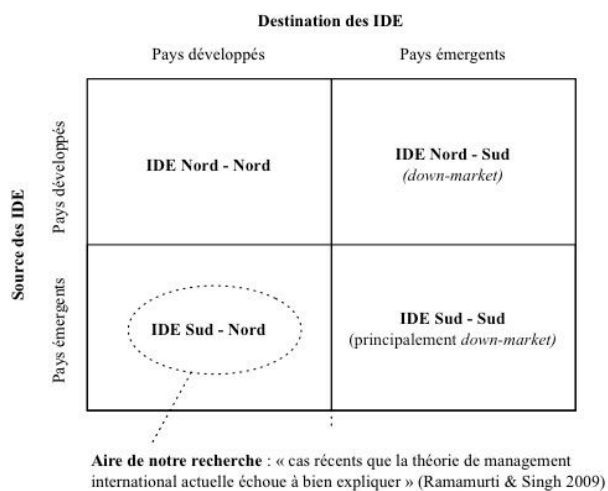 Destination des IDE
Pays développés
Pays émergents
Source des IDE
Pays développés
IDE Nord - Nord
IDE Nord - Sud
(down-market)
Pays émergents
IDE Sud - Nord
IDE Sud - Sud
(principalement down-market)
Aire de notre recherche : « cas récents que la théorie de management
international actuelle échoue à bien expliquer » (Ramamurti & Singh 2009)